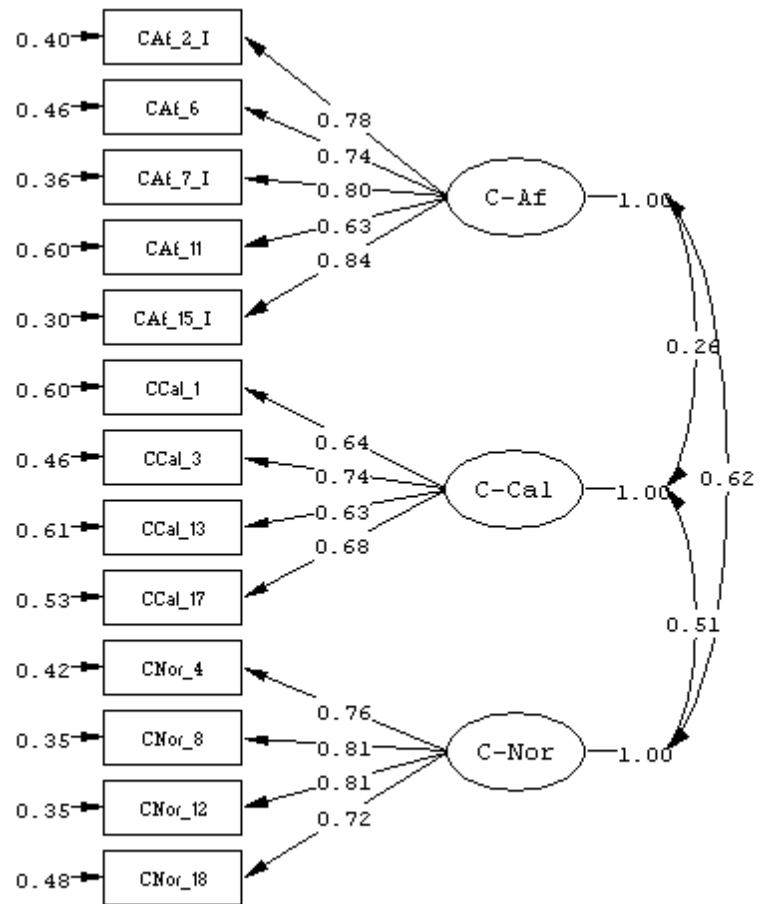 0.40 CAf_2_I
0.46 CAf_6
0.36 CAf_7_I
0.60 CAf_11
0.30 CAf_15_I
0.60 CCal_1
0.46 CCal_3
0.61 CCal_13
0.53 CCal_17
0.42 CNor_4
0.35 CNor_8
0.35 CNor_12
0.48 CNor_18
0.78
0.74
0.80
0.63
0.84
0.64
0.74
0.63
0.68
0.76
0.81
0.81
0.72
C-Af 1.00
C-Cal 1.00
C-Nor 1.00
0.26
0.62
0.51